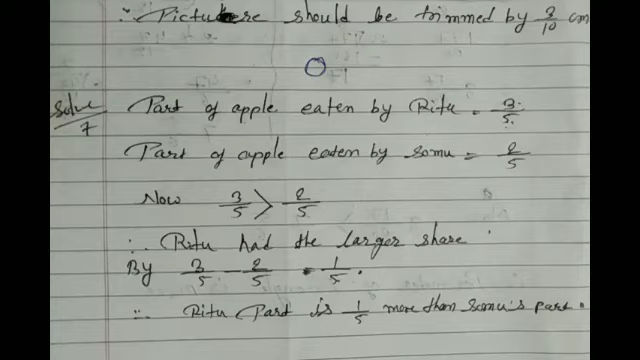 ∴ Picture should be trimmed by 3/10 cm
Solve 7 Part of apple eaten by Ritu = 3/5
Part of apple eaten by Somu = 2/5
Now 3/5 > 2/5
∴ Ritu had the larger share
By 3/5 - 2/5 = 1/5.
∴ Ritu Part is 1/5 more than Somu's part.